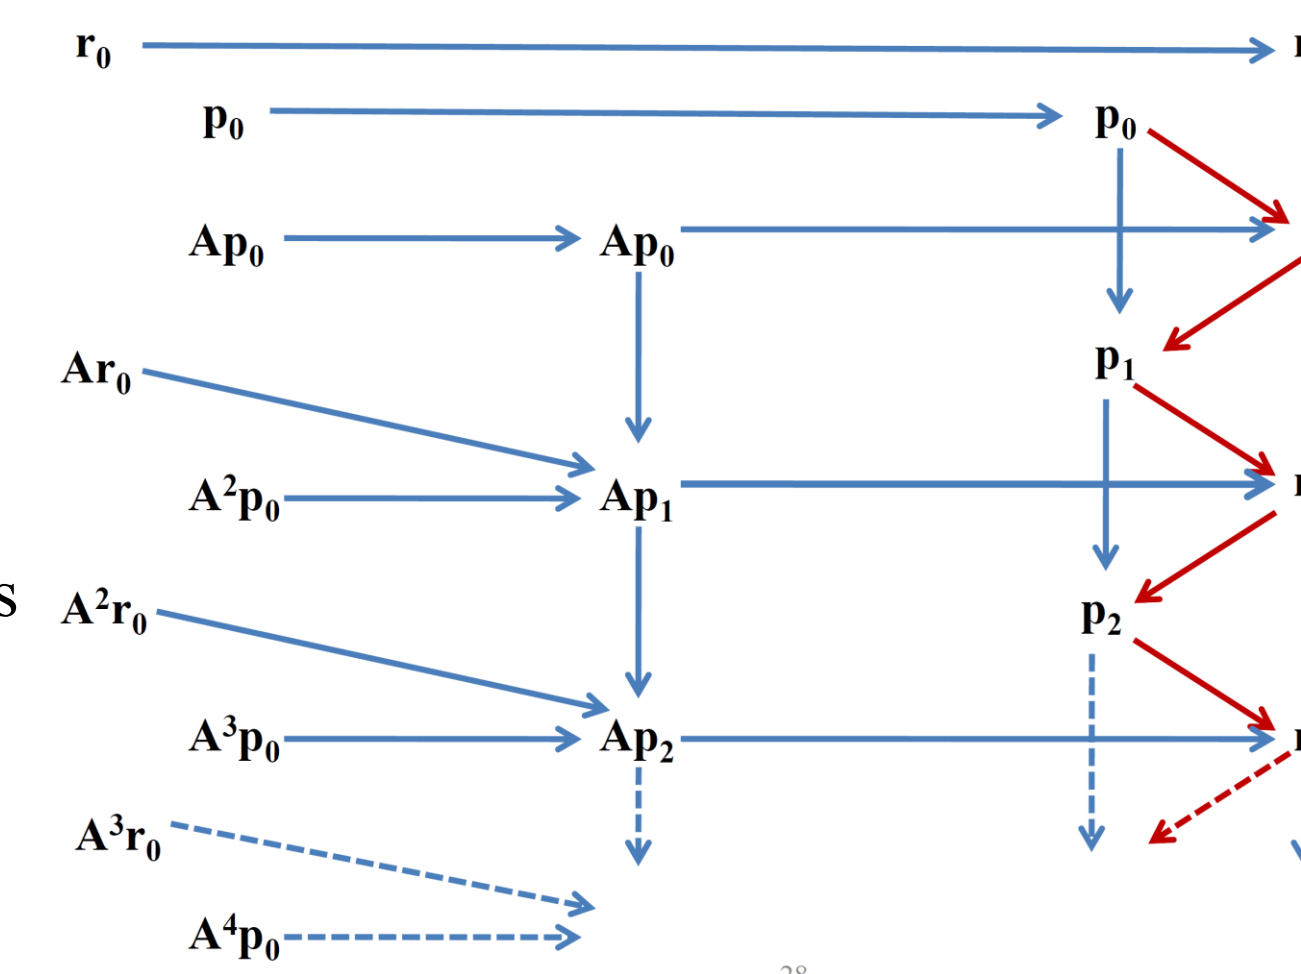 r₀ r
p₀ p₀
Ap₀ Ap₀
p₁
Ar₀
A²p₀ Ap₁
s A²r₀ p₂
A³p₀ Ap₂
A³r₀
A⁴p₀